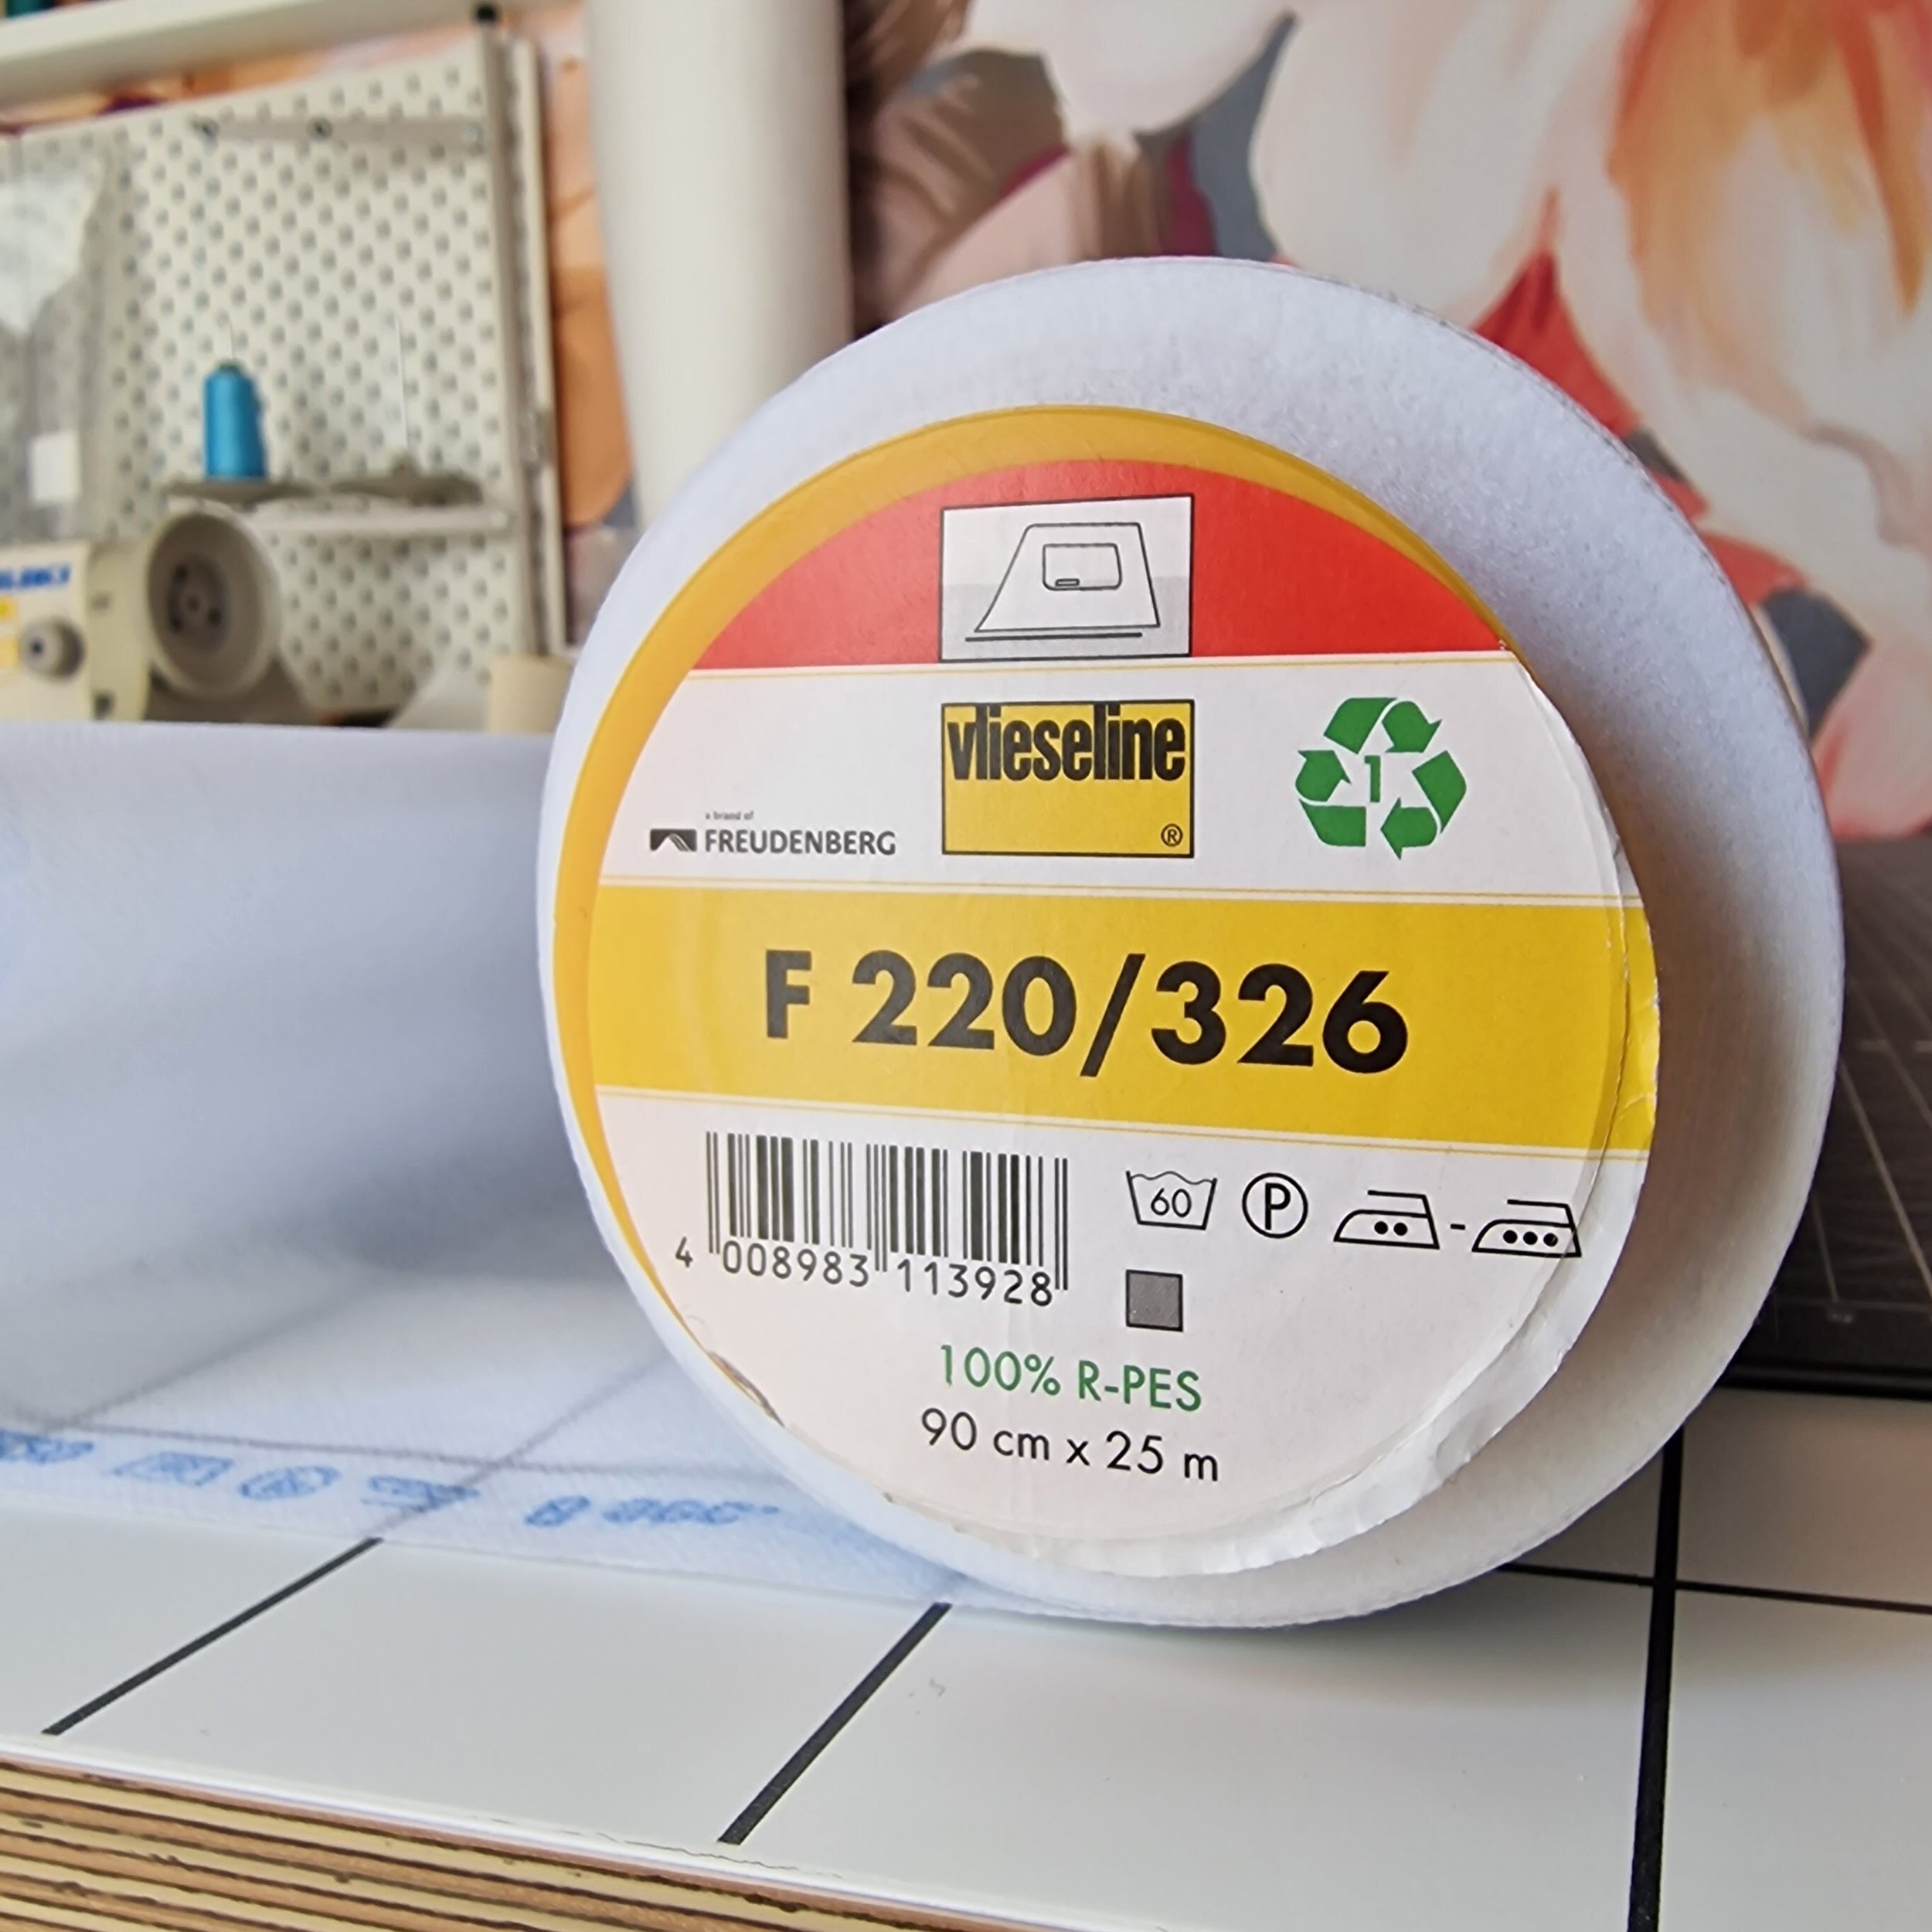 vlieseline
®
1
a brand of
FREUDENBERG
F 220/326
60
P
4 008983 113928
100% R-PES
90 cm x 25 m